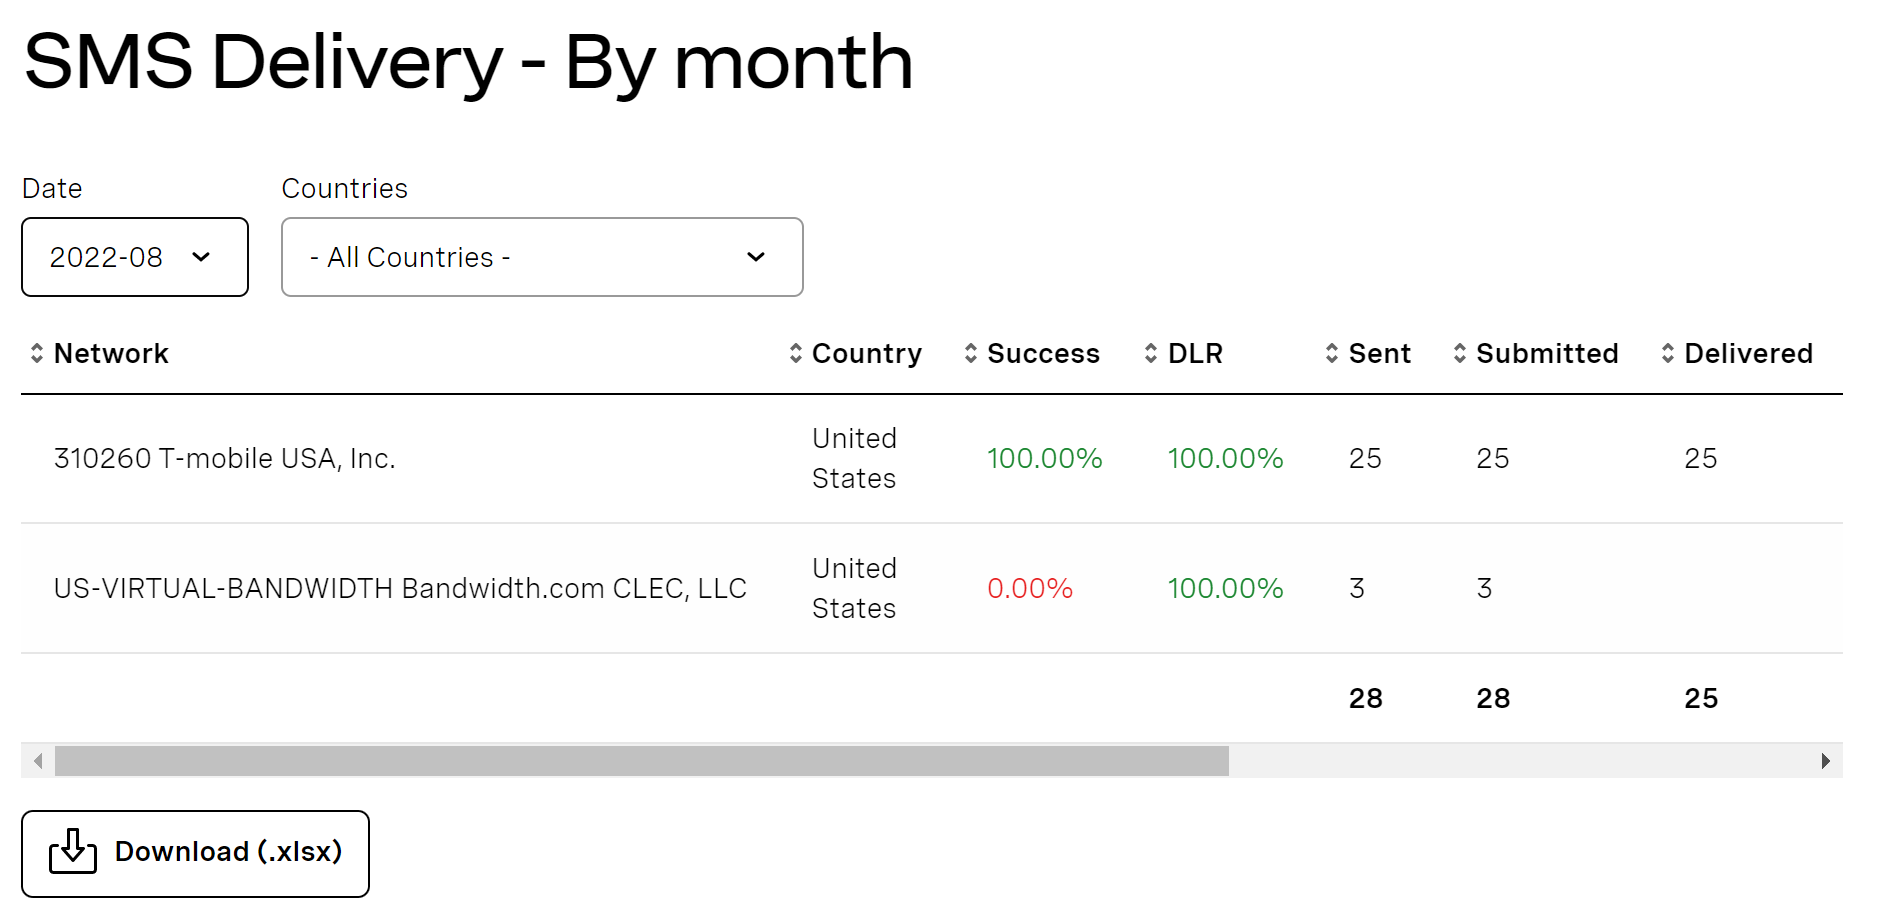 SMS Delivery - By month
Date Countries
2022-08 - All Countries -
Network Country Success DLR Sent Submitted Delivered
310260 T-mobile USA, Inc. United States 100.00% 100.00% 25 25 25
US-VIRTUAL-BANDWIDTH Bandwidth.com CLEC, LLC United States 0.00% 100.00% 3 3
28 28 25
Download (.xlsx)